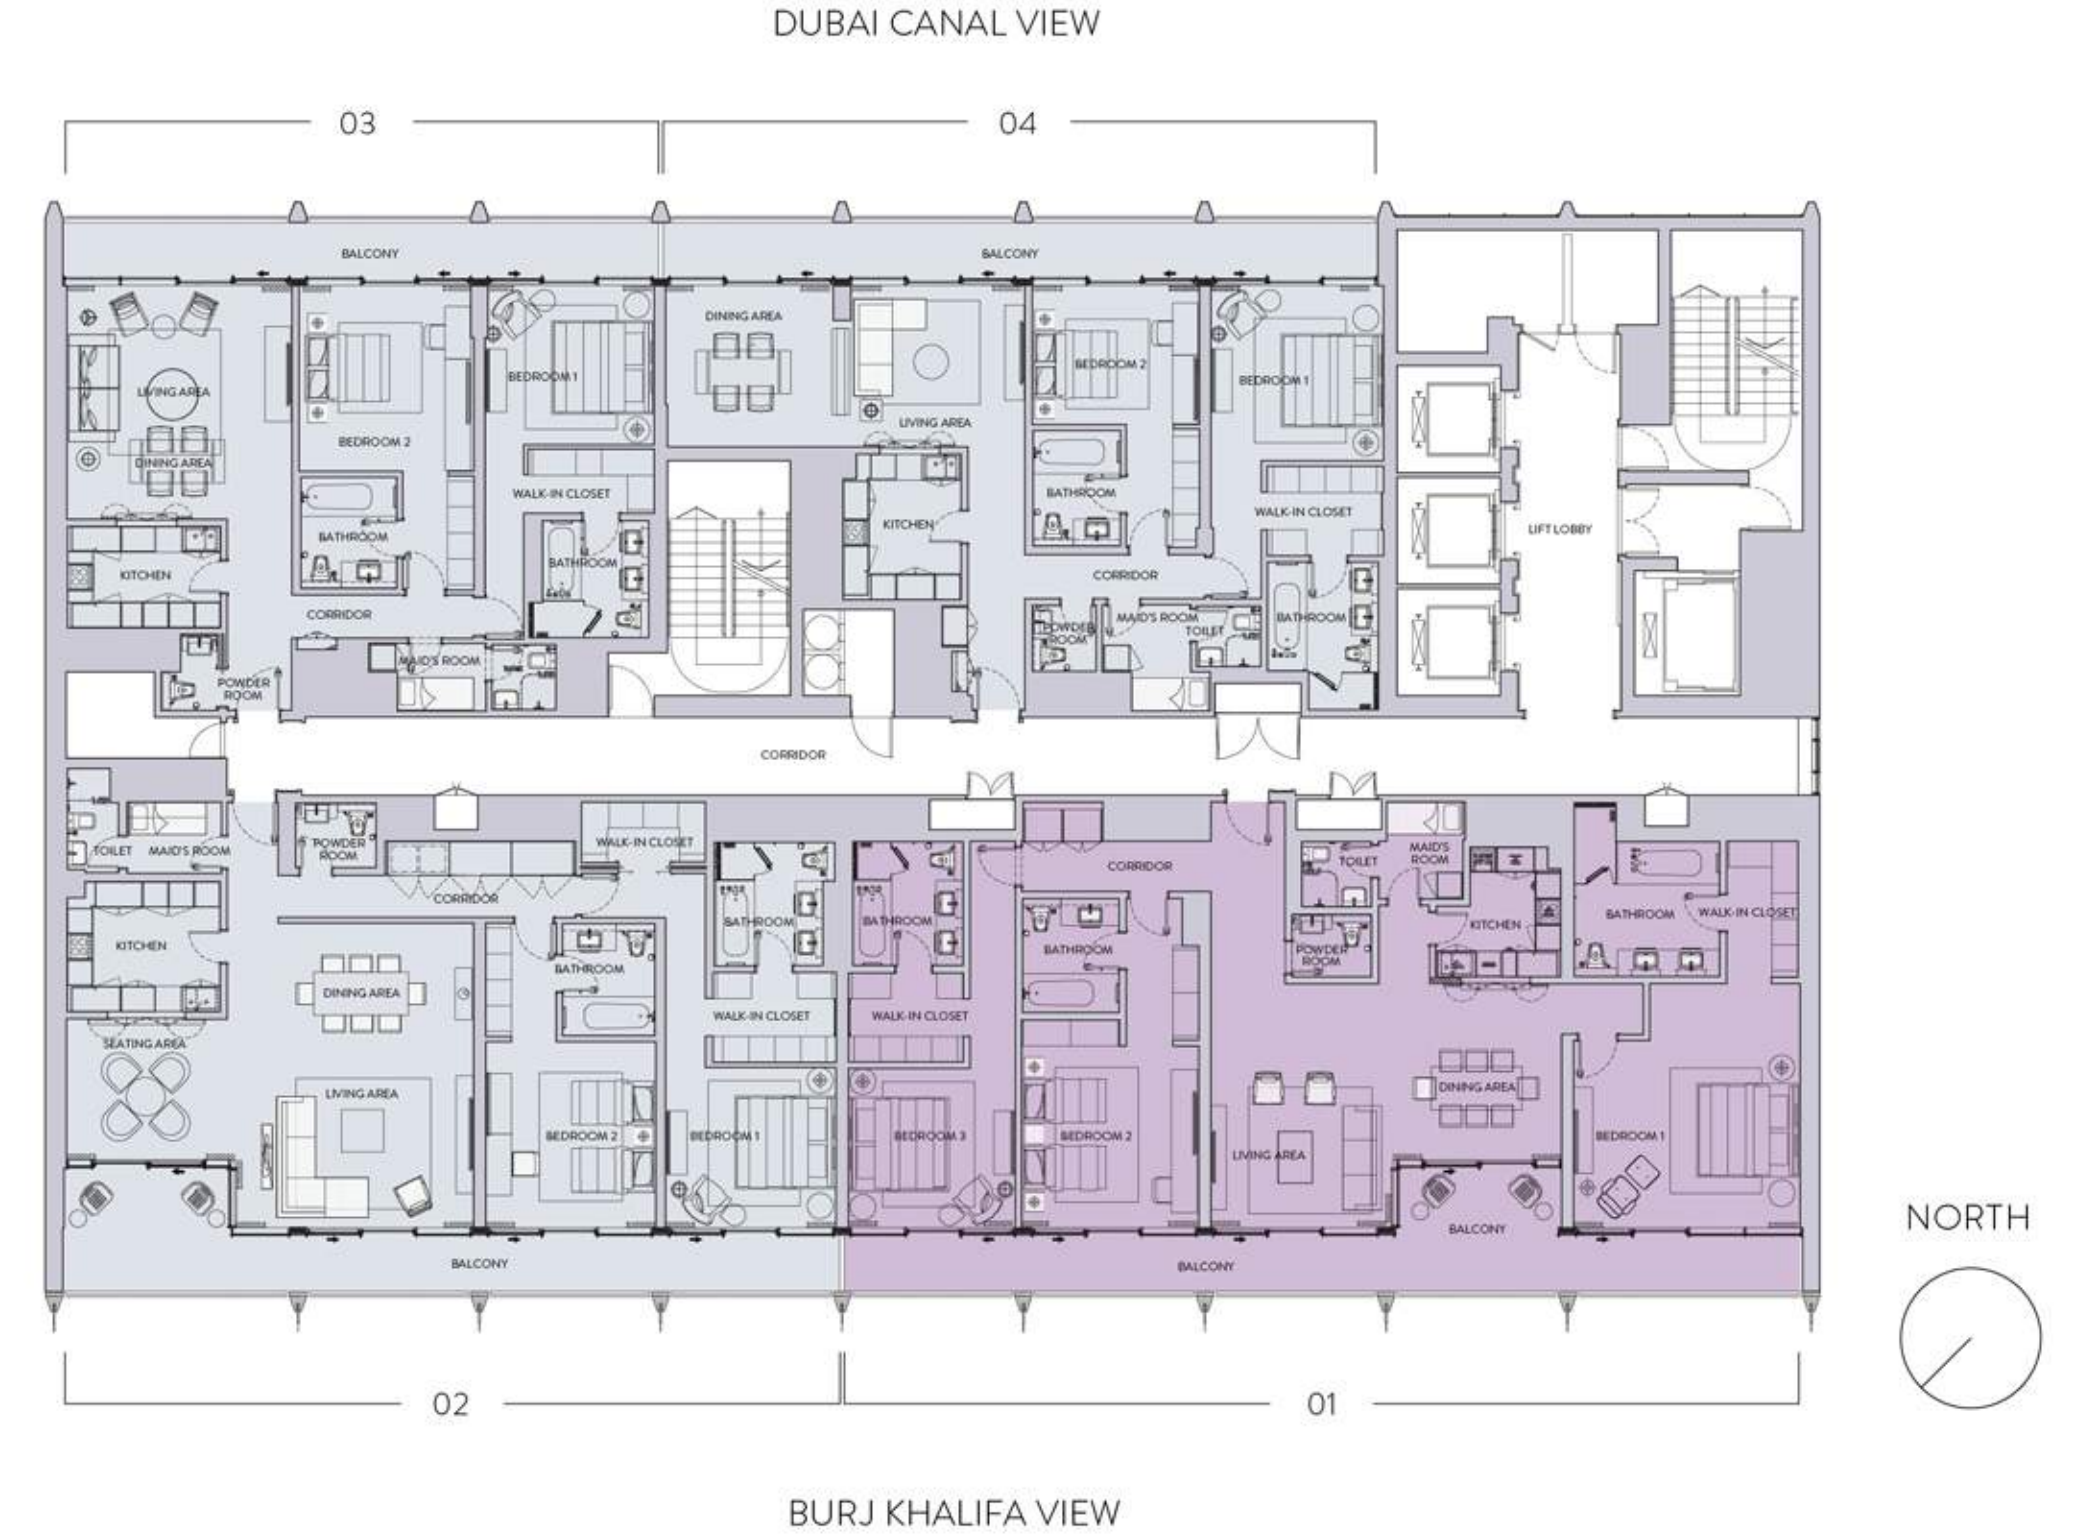 DUBAI CANAL VIEW
03
04
BALCONY
BALCONY
LIVING AREA
DINING AREA
BEDROOM 2
BEDROOM 1
WALK-IN CLOSET
BATHROOM
BATHROOM
KITCHEN
CORRIDOR
MAID'S ROOM
POWDER
ROOM
DINING AREA
LIVING AREA
BEDROOM 2
BEDROOM 1
KITCHEN
BATHROOM
WALK-IN CLOSET
CORRIDOR
POWDER
ROOM
MAID'S ROOM
TOILET
BATHROOM
LIFT LOBBY
CORRIDOR
TOILET
MAID'S ROOM
POWDER
ROOM
WALK-IN CLOSET
CORRIDOR
KITCHEN
BATHROOM
BATHROOM
DINING AREA
WALK-IN CLOSET
SEATING AREA
LIVING AREA
BEDROOM 2
BEDROOM 1
BALCONY
BATHROOM
CORRIDOR
BATHROOM
WALK-IN CLOSET
BEDROOM 3
BEDROOM 2
TOILET
MAID'S
ROOM
POWDER
ROOM
KITCHEN
BATHROOM
WALK-IN CLOSET
DINING AREA
LIVING AREA
BEDROOM 1
BALCONY
BALCONY
NORTH
02
01
BURJ KHALIFA VIEW